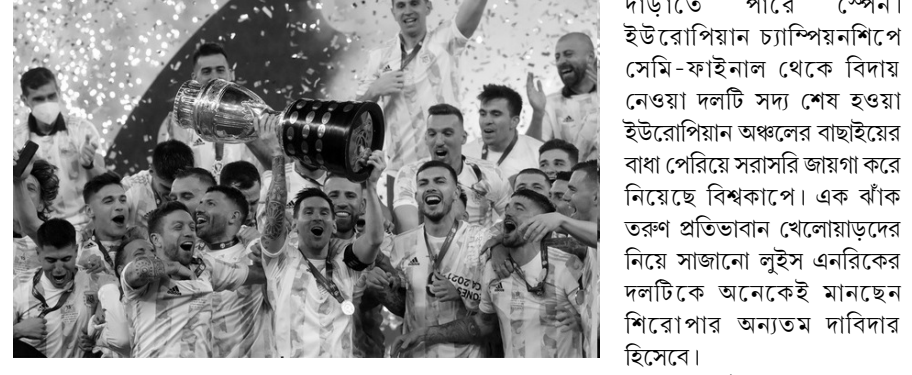 দাঁড়াতে পারে স্পেন।
ইউরোপিয়ান চ্যাম্পিয়নশিপে
সেমি-ফাইনাল থেকে বিদায়
নেওয়া দলটি সদ্য শেষ হওয়া
ইউরোপিয়ান অঞ্চলের বাছাইয়ের
বাধা পেরিয়ে সরাসরি জায়গা করে
নিয়েছে বিশ্বকাপে। এক ঝাঁক
তরুণ প্রতিভাবান খেলোয়াড়দের
নিয়ে সাজানো লুইস এনরিকের
দলটিকে অনেকেই মানছেন
শিরোপার অন্যতম দাবিদার
হিসেবে।